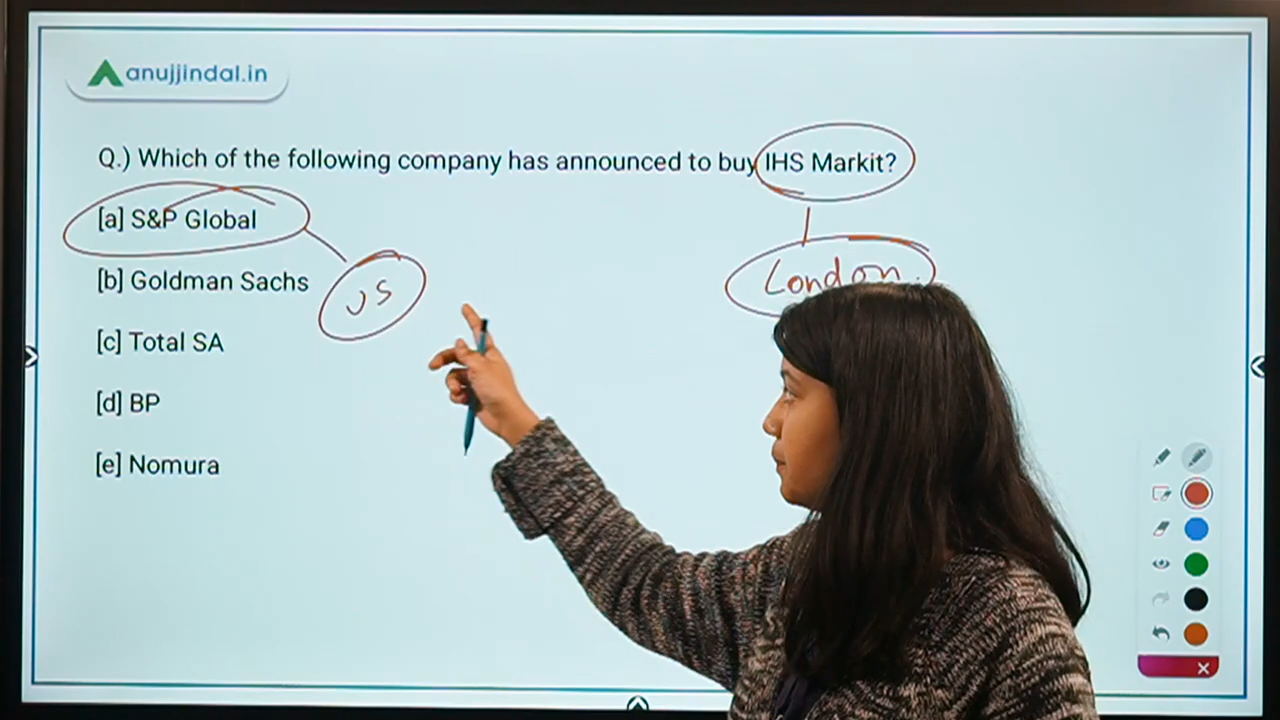 anujjindal.in
Q.) Which of the following company has announced to buy IHS Markit?
[a] S&P Global
[b] Goldman Sachs
US
London
[c] Total SA
[d] BP
[e] Nomura